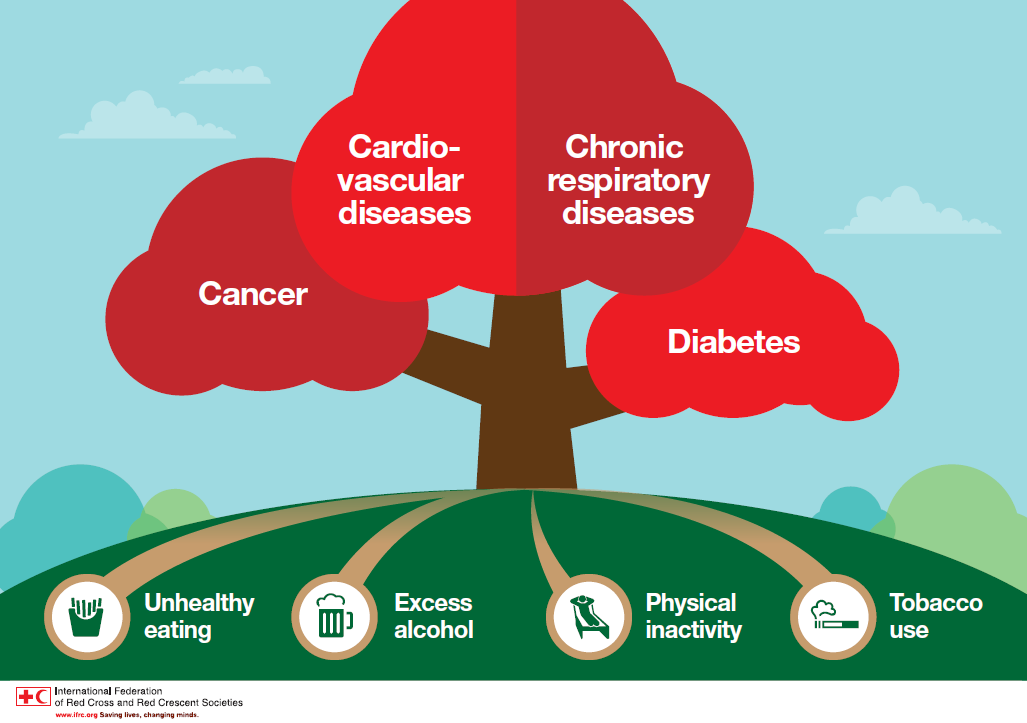 Cardio-
vascular
diseases
Chronic
respiratory
diseases
Cancer
Diabetes
Unhealthy
eating
Excess
alcohol
Physical
inactivity
Tobacco
use
International Federation
of Red Cross and Red Crescent Societies
www.ifrc.org Saving lives, changing minds.